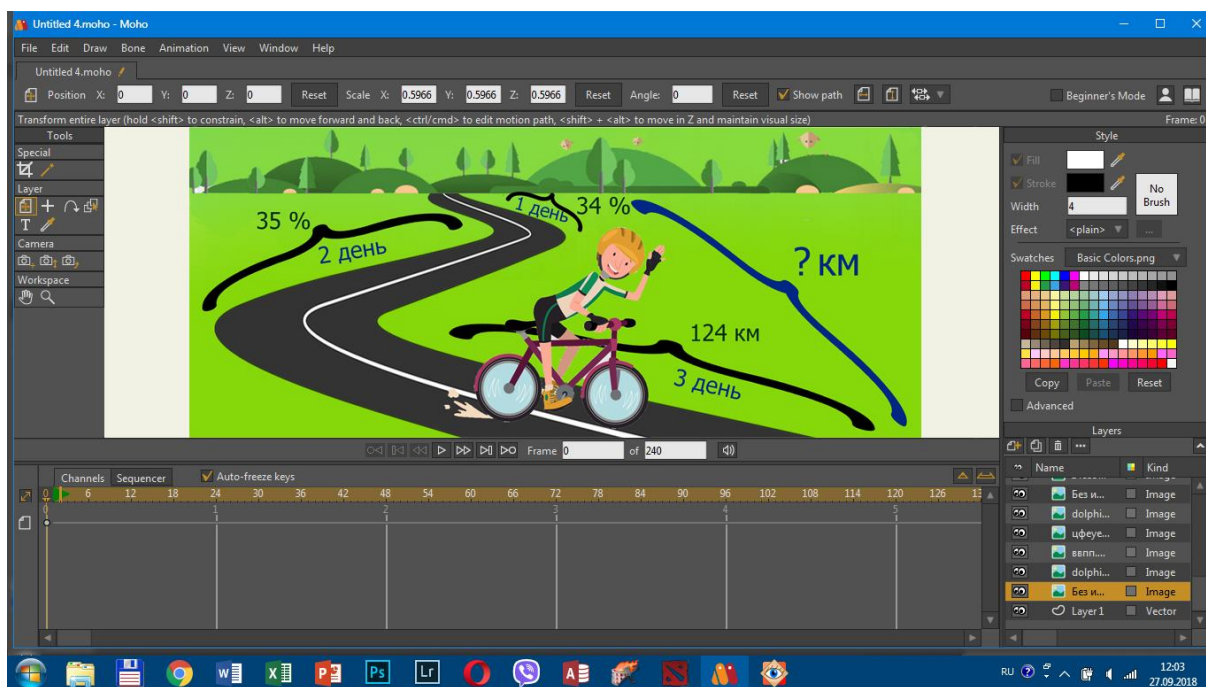 Untitled 4.moho - Moho
File Edit Draw Bone Animation View Window Help
Untitled 4.moho
Position X: 0 Y: 0 Z: 0 Reset Scale X: 0.5966 Y: 0.5966 Z: 0.5966 Reset Angle: 0 Reset Show path Beginner's Mode
Transform entire layer (hold <shift> to constrain, <alt> to move forward and back, <ctrl/cmd> to edit motion path, <shift> + <alt> to move in Z and maintain visual size) Frame: 0
Tools
Special
Layer
T
Camera
Workspace
1 день 34 %
35 %
2 день
? км
124 км
3 день
Style
Fill
Stroke
No
Brush
Width 4
Effect <plain> ...
Swatches Basic Colors.png
Copy Paste Reset
Advanced
Layers
Name Kind
Без и... Image
dolphi... Image
цфеуе... Image
ввпп.... Image
dolphi... Image
Без и... Image
Layer 1 Vector
Frame 0 of 240
Channels Sequencer Auto-freeze keys
0 6 12 18 24 30 36 42 48 54 60 66 72 78 84 90 96 102 108 114 120 126
0 1 2 3 4 5
RU 12:03
27.09.2018